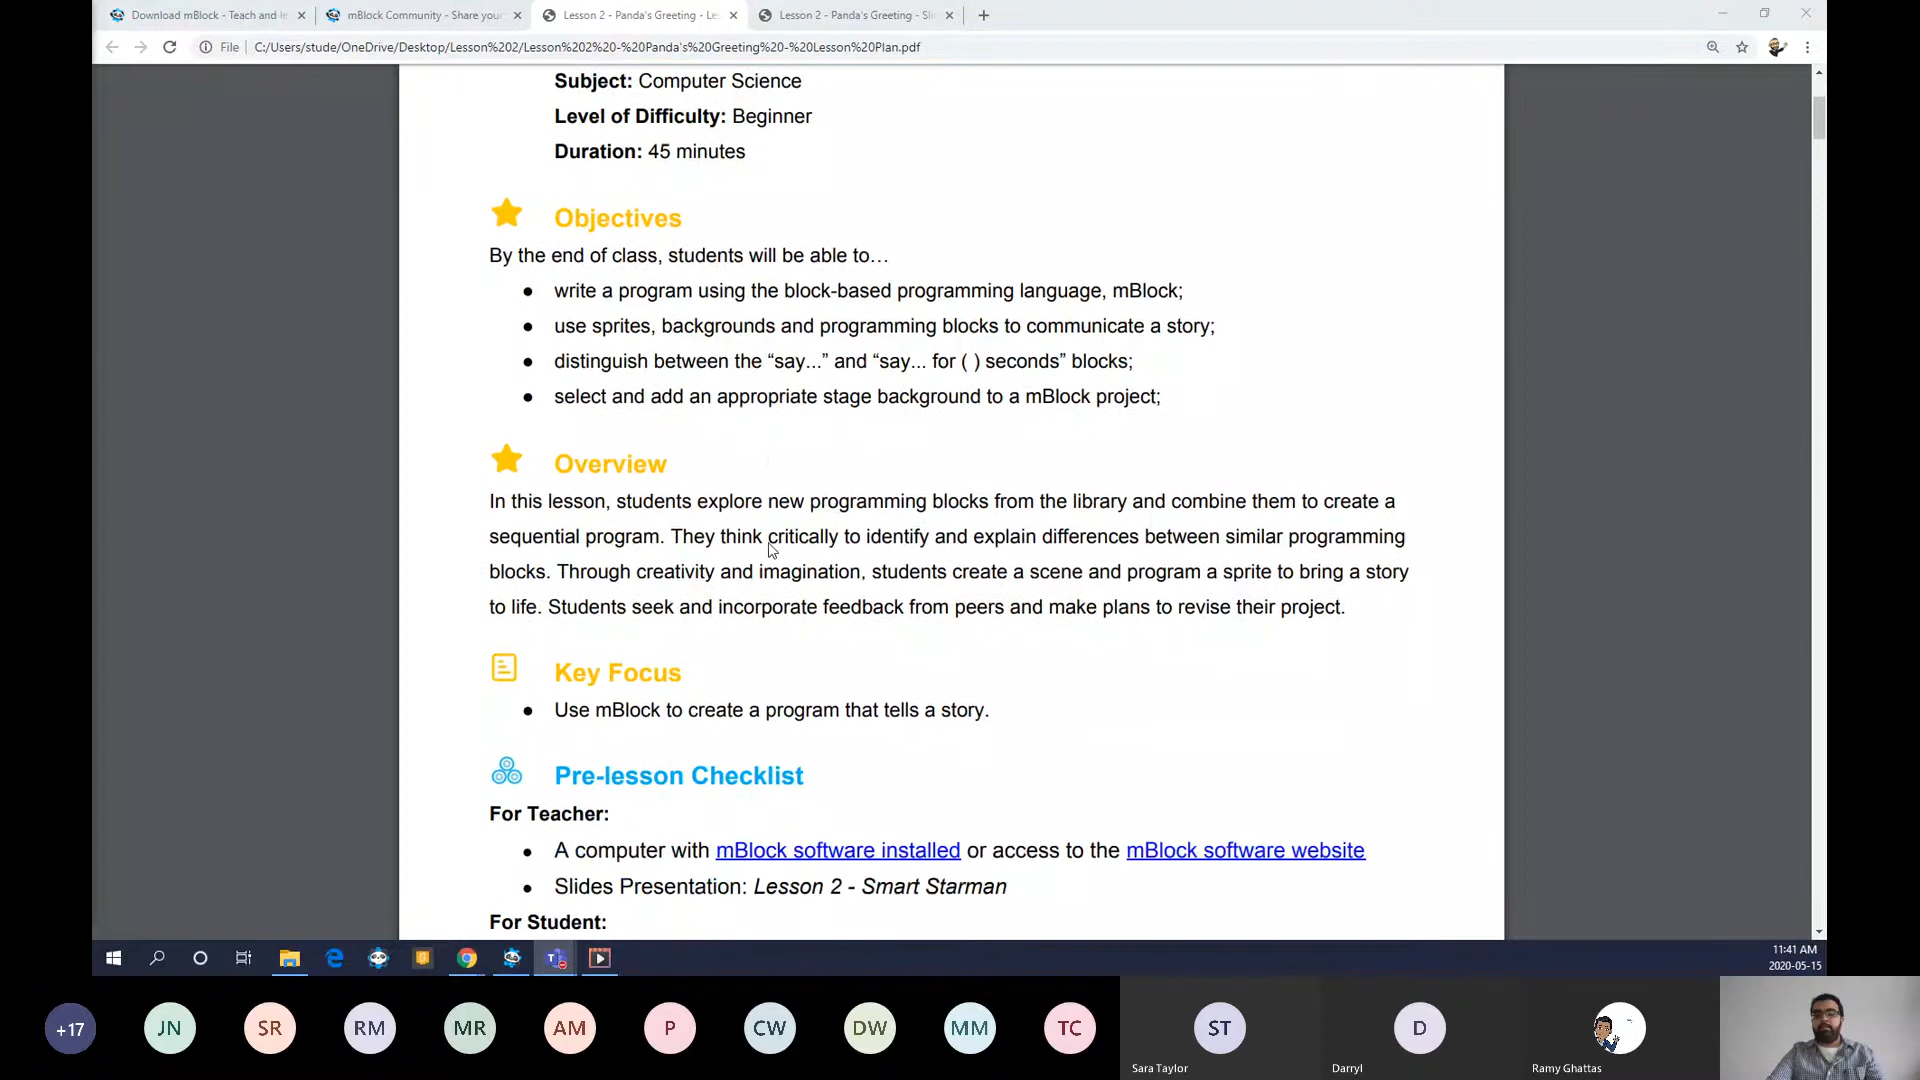 Download mBlock - Teach and le
mBlock Community - Share your
Lesson 2 - Panda's Greeting - Le
Lesson 2 - Panda's Greeting - Sli
File
C:/Users/stude/OneDrive/Desktop/Lesson%202/Lesson%202%20-%20Panda's%20Greeting%20-%20Lesson%20Plan.pdf
Subject: Computer Science
Level of Difficulty: Beginner
Duration: 45 minutes
Objectives
By the end of class, students will be able to…
● write a program using the block-based programming language, mBlock;
● use sprites, backgrounds and programming blocks to communicate a story;
● distinguish between the “say...” and “say... for ( ) seconds” blocks;
● select and add an appropriate stage background to a mBlock project;
Overview
In this lesson, students explore new programming blocks from the library and combine them to create a
sequential program. They think critically to identify and explain differences between similar programming
blocks. Through creativity and imagination, students create a scene and program a sprite to bring a story
to life. Students seek and incorporate feedback from peers and make plans to revise their project.
Key Focus
● Use mBlock to create a program that tells a story.
Pre-lesson Checklist
For Teacher:
● A computer with mBlock software installed or access to the mBlock software website
● Slides Presentation: Lesson 2 - Smart Starman
For Student:
11:41 AM
2020-05-15
+17
JN
SR
RM
MR
AM
P
CW
DW
MM
TC
ST
D
Sara Taylor
Darryl
Ramy Ghattas